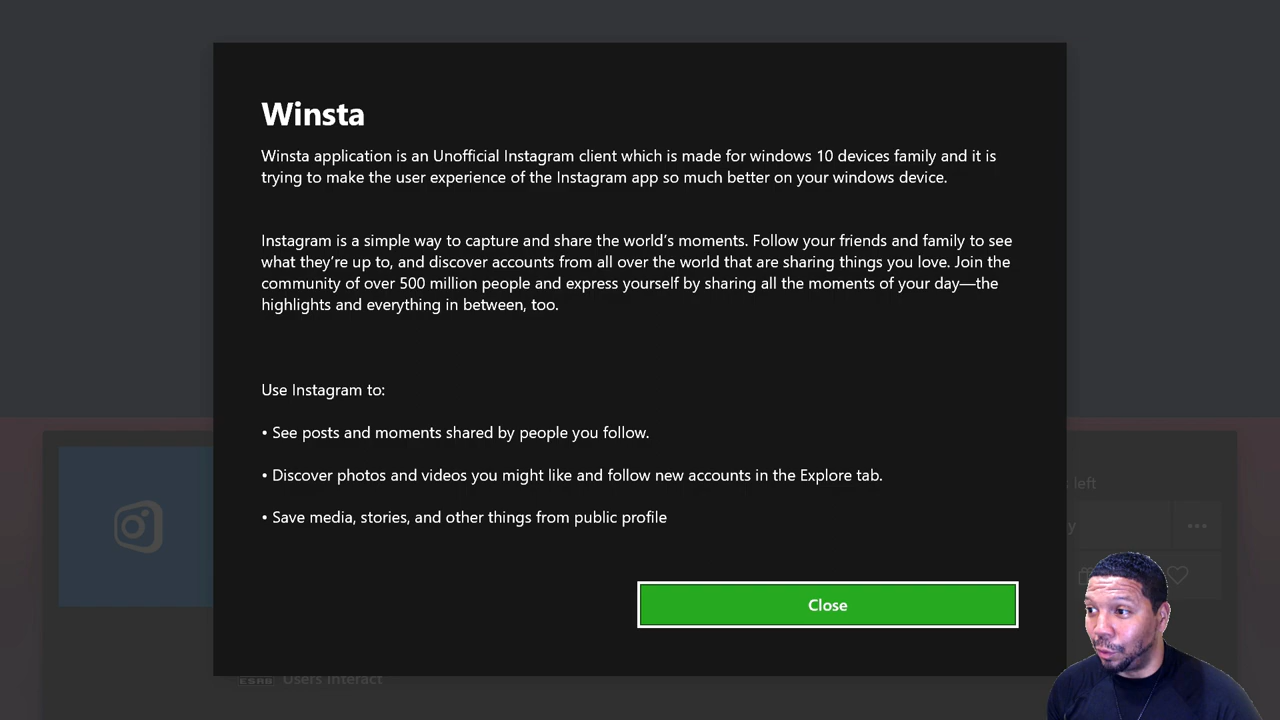 Winsta
Winsta application is an Unofficial Instagram client which is made for windows 10 devices family and it is
trying to make the user experience of the Instagram app so much better on your windows device.
Instagram is a simple way to capture and share the world's moments. Follow your friends and family to see
what they're up to, and discover accounts from all over the world that are sharing things you love. Join the
community of over 500 million people and express yourself by sharing all the moments of your day—the
highlights and everything in between, too.
Use Instagram to:
• See posts and moments shared by people you follow.
• Discover photos and videos you might like and follow new accounts in the Explore tab.
• Save media, stories, and other things from public profile
left
Close
ESRB Users Interact